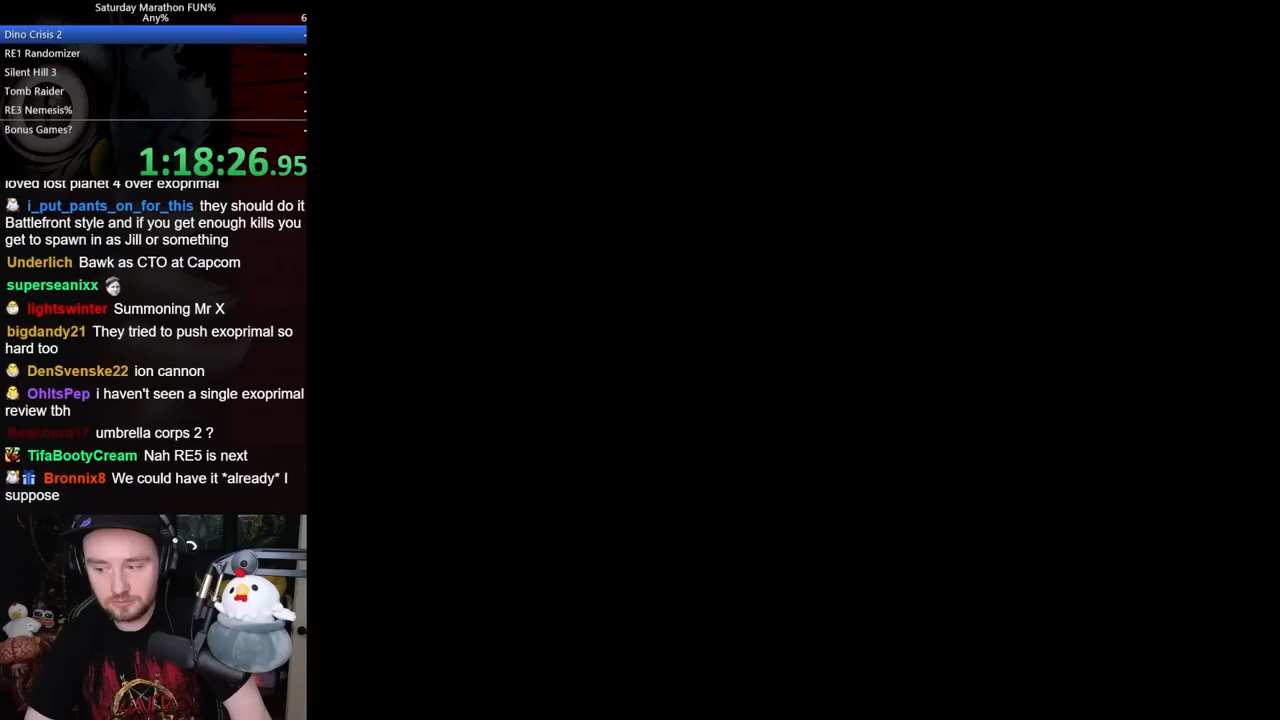 Saturday Marathon FUN%
Any% 6
Dino Crisis 2 -
RE1 Randomizer -
Silent Hill 3 -
Tomb Raider -
RE3 Nemesis% -
Bonus Games? -
1:18:26.95
loved lost planet 4 over exoprimal
i_put_pants_on_for_this they should do it
Battlefront style and if you get enough kills you
get to spawn in as Jill or something
Underlich Bawk as CTO at Capcom
superseanixx
lightswinter Summoning Mr X
bigdandy21 They tried to push exoprimal so
hard too
DenSvenske22 ion cannon
OhItsPep i haven't seen a single exoprimal
review tbh
umbrella corps 2 ?
TifaBootyCream Nah RE5 is next
Bronnix8 We could have it *already* I
suppose
SLAYER